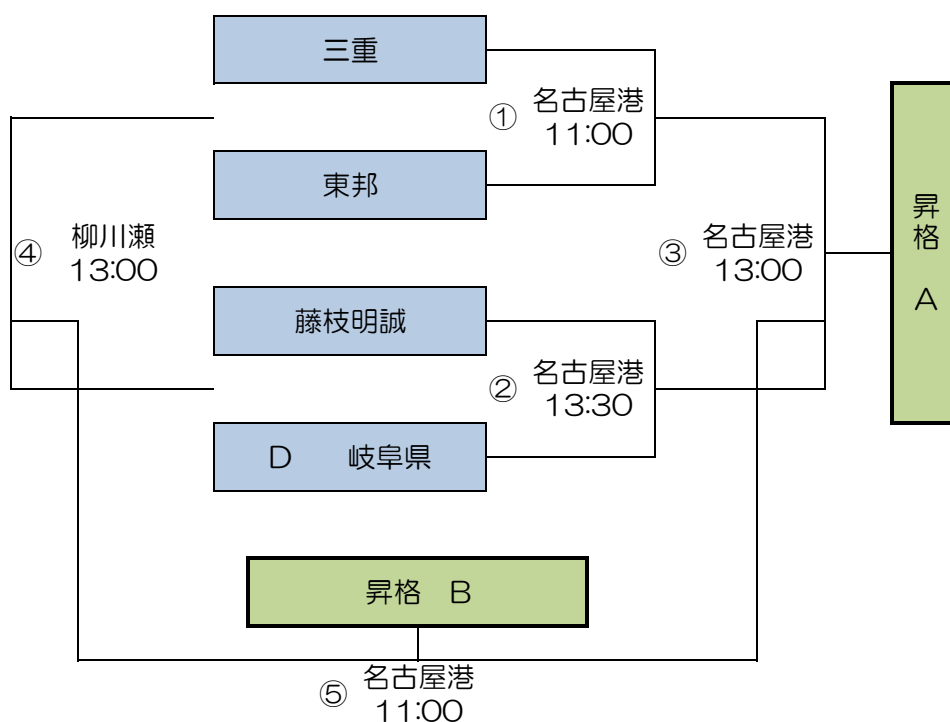 三重
① 名古屋港
11:00
東邦
昇格 A
④ 柳川瀬
13:00
③ 名古屋港
13:00
藤枝明誠
② 名古屋港
13:30
D 岐阜県
昇格 B
⑤ 名古屋港
11:00